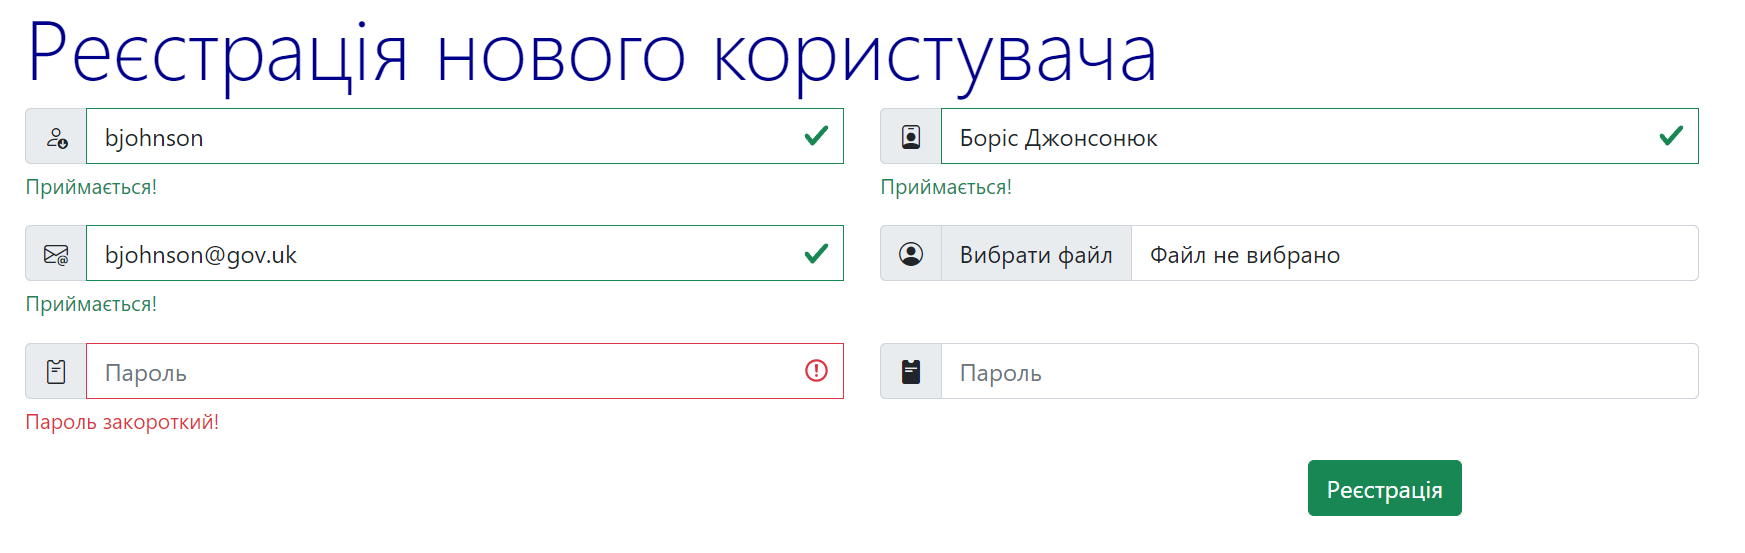 Реєстрація нового користувача
bjohnson
Боріс Джонсонюк
Приймається!
Приймається!
bjohnson@gov.uk
Вибрати файл Файл не вибрано
Приймається!
Пароль
Пароль
Пароль закороткий!
Реєстрація